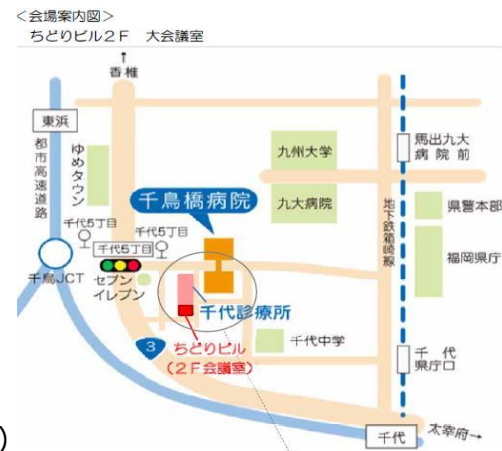 ＜会場案内図＞
ちどりビル２Ｆ　大会議室
↑
香椎
東浜
都市高速道路
ゆめタウン
千代5丁目
千代5丁目
千代5丁目
千鳥橋病院
千鳥JCT
セブン
イレブン
千代診療所
3
ちどりビル
（２Ｆ会議室）
九州大学
九大病院
千代中学
地下鉄箱崎線
馬出九大
病院前
県警本部
福岡県庁
千代
県庁口
千代
太宰府→
)